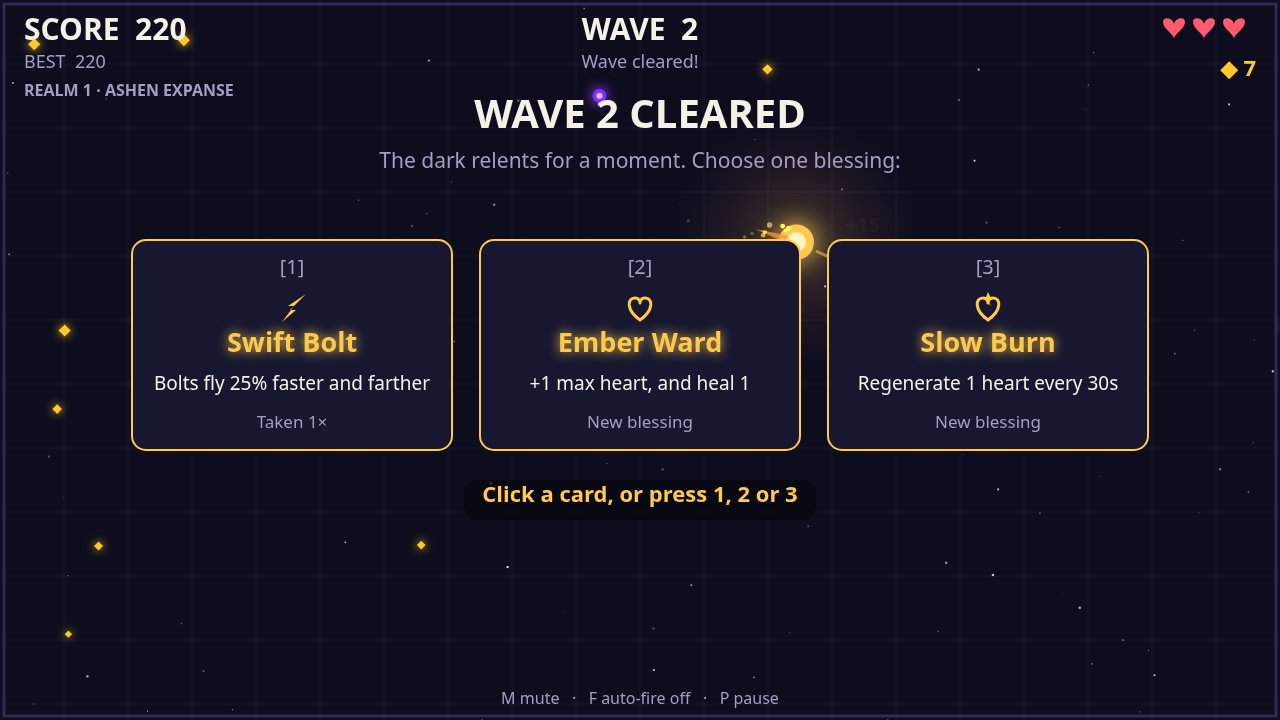 SCORE 220
BEST 220
REALM 1 · ASHEN EXPANSE
WAVE 2
Wave cleared!
7
WAVE 2 CLEARED
The dark relents for a moment. Choose one blessing:
+15
[1]
Swift Bolt
Bolts fly 25% faster and farther
Taken 1×
[2]
Ember Ward
+1 max heart, and heal 1
New blessing
[3]
Slow Burn
Regenerate 1 heart every 30s
New blessing
Click a card, or press 1, 2 or 3
M mute · F auto-fire off · P pause